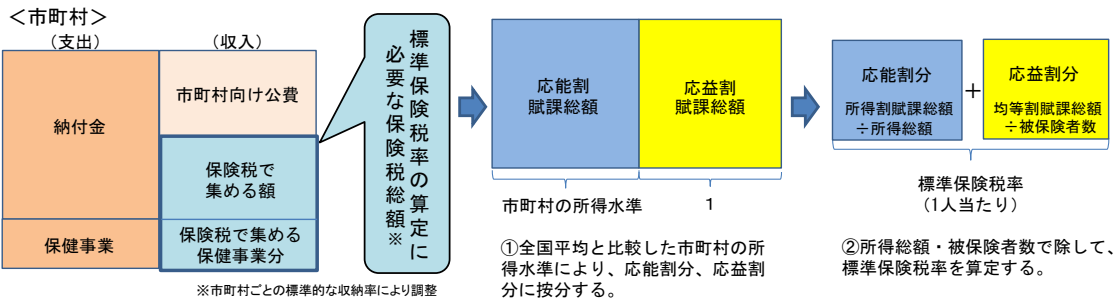 ＜市町村＞
（支出）
（収入）
納付金
保健事業
市町村向け公費
保険税で
集める額
保険税で集める
保健事業分
標準保険税率の算定に
必要な保険税総額※
※市町村ごとの標準的な収納率により調整
応能割
賦課総額
応益割
賦課総額
市町村の所得水準
1
①全国平均と比較した市町村の所
得水準により、応能割分、応益割
分に按分する。
応能割分
所得割賦課総額
÷所得総額
＋
応益割分
均等割賦課総額
÷被保険者数
標準保険税率
（1人当たり）
②所得総額・被保険者数で除して、
標準保険税率を算定する。